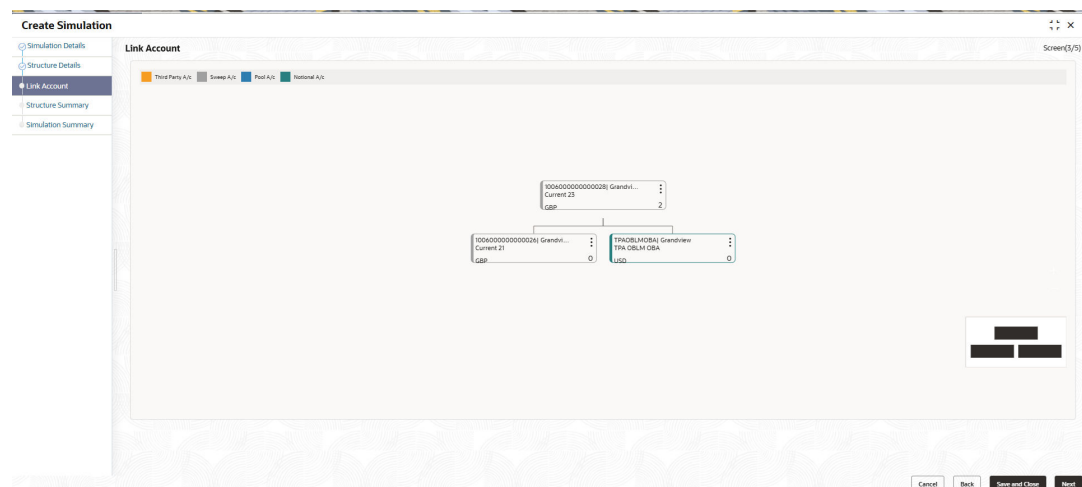 Create Simulation
Simulation Details
Structure Details
Link Account
Structure Summary
Simulation Summary
Link Account
Screen(3/5)
Third Party A/c Sweep A/c Pool A/c Notional A/c
1006000000000028| Grandvi...
Current 23
GBP 2
1006000000000026| Grandvi...
Current 21
GBP 0
TPAOBLMOBA| Grandview
TPA OBLM OBA
USD 0
Cancel Back Save and Close Next